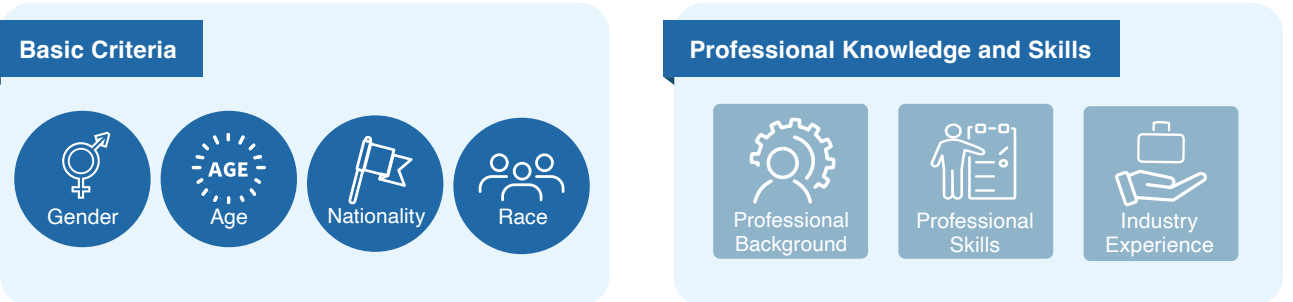 Basic Criteria
AGE
Gender
Age
Nationality
Race
Professional Knowledge and Skills
Professional
Background
Professional
Skills
Industry
Experience